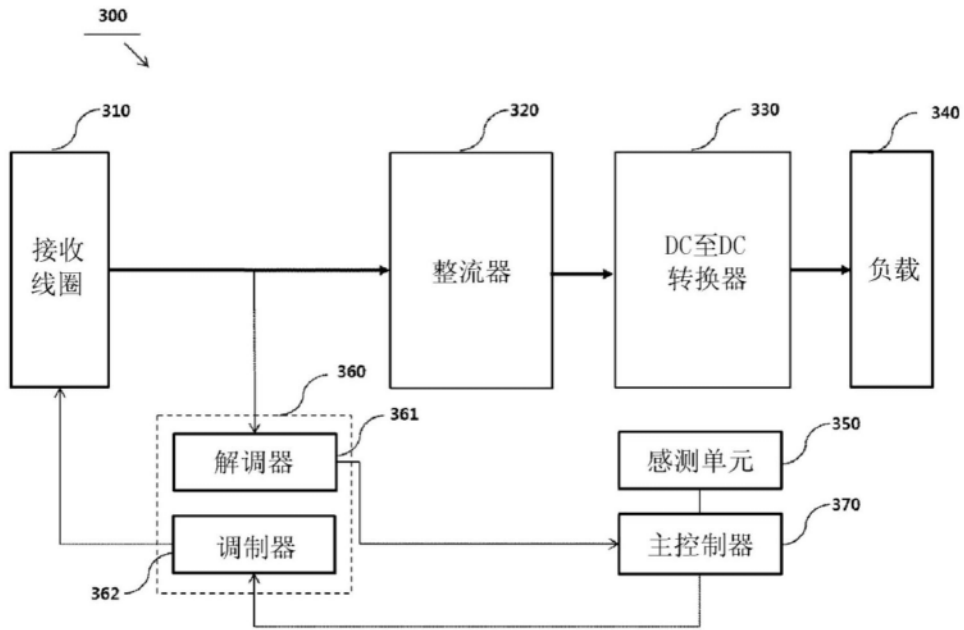 300
310
320
330
340
接收
线圈
整流器
DC至DC
转换器
负载
360
361
350
解调器
感测单元
370
调制器
主控制器
362